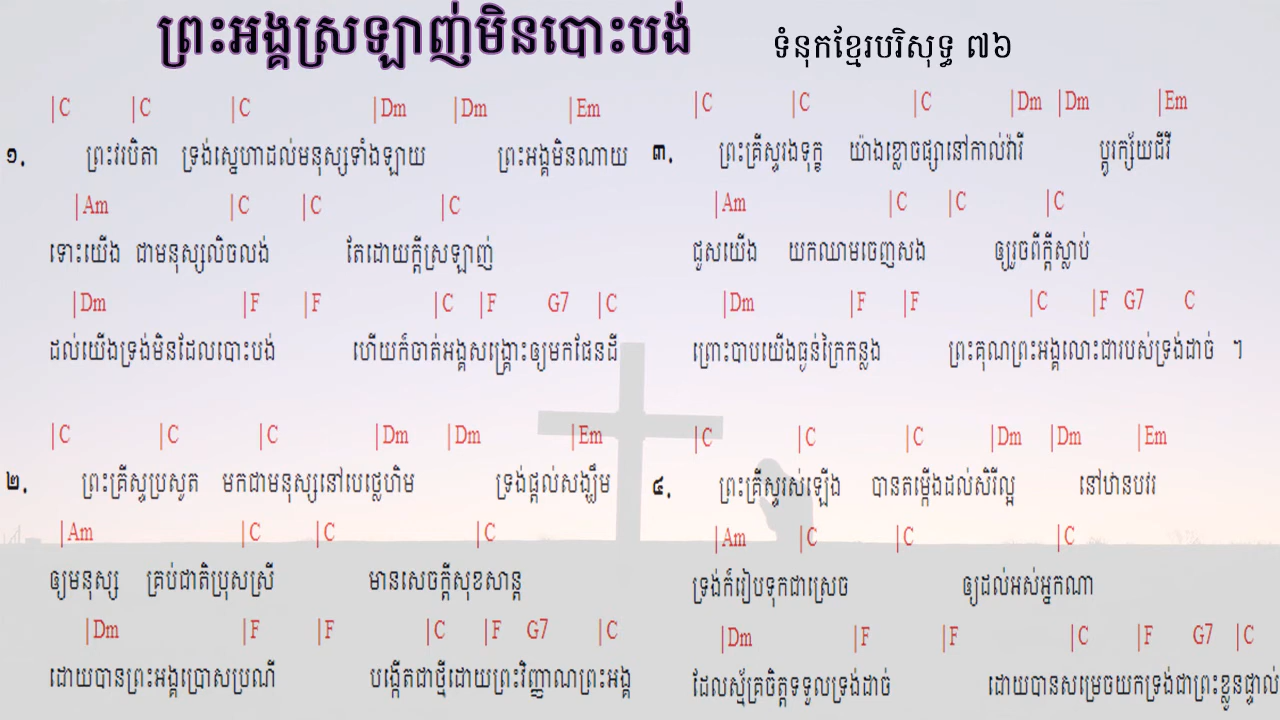 ព្រះអង្គស្រឡាញ់មិនបោះបង់ ទំនុកខ្មែរបរិសុទ្ធ ៧៦
|C |C |C |Dm |Dm |Em
១. ព្រះវរបិតា ទ្រង់ស្នេហាដល់មនុស្សទាំងឡាយ ព្រះអង្គមិនណាយ
|Am |C |C |C
ទោះយើង ជាមនុស្សលិចលង់ តែដោយក្ដីស្រឡាញ់
|Dm |F |F |C |F G7 |C
ដល់យើងទ្រង់មិនដែលបោះបង់ ហើយក៏ចាត់អង្គសង្គ្រោះឲ្យមកផែនដី
|C |C |C |Dm |Dm |Em
២. ព្រះគ្រីស្ទប្រសូត មកជាមនុស្សនៅបេថ្លេហិម ទ្រង់ផ្ដល់សង្ឃឹម
|Am |C |C |C
ឲ្យមនុស្ស គ្រប់ជាតិប្រុសស្រី មានសេចក្ដីសុខសាន្ត
|Dm |F |F |C |F G7 |C
ដោយបានព្រះអង្គប្រោសប្រណី បង្កើតជាថ្មីដោយព្រះវិញ្ញាណព្រះអង្គ
|C |C |C |Dm |Dm |Em
៣. ព្រះគ្រីស្ទរងទុក្ខ យ៉ាងខ្លោចផ្សានៅកាល់វ៉ារី ប្ដូរក្ស័យជីវី
|Am |C |C |C
ជួសយើង យកឈាមចេញសង ឲ្យរួចពីក្ដីស្លាប់
|Dm |F |F |C |F G7 C
ព្រោះបាបយើងធ្ងន់ក្រៃកន្លង ព្រះគុណព្រះអង្គលោះជារបស់ទ្រង់ដាច់ ។
|C |C |C |Dm |Dm |Em
៤. ព្រះគ្រីស្ទរស់ឡើង បានតម្កើងដល់សិរីល្អ នៅឋានបវរ
|Am |C |C |C
ទ្រង់ក៏រៀបទុកជាស្រេច ឲ្យដល់អស់អ្នកណា
|Dm |F |F |C |F G7 |C
ដែលស្ម័គ្រចិត្តទទួលទ្រង់ដាច់ ដោយបានសម្រេចយកទ្រង់ជាព្រះខ្លួនផ្ទាល់